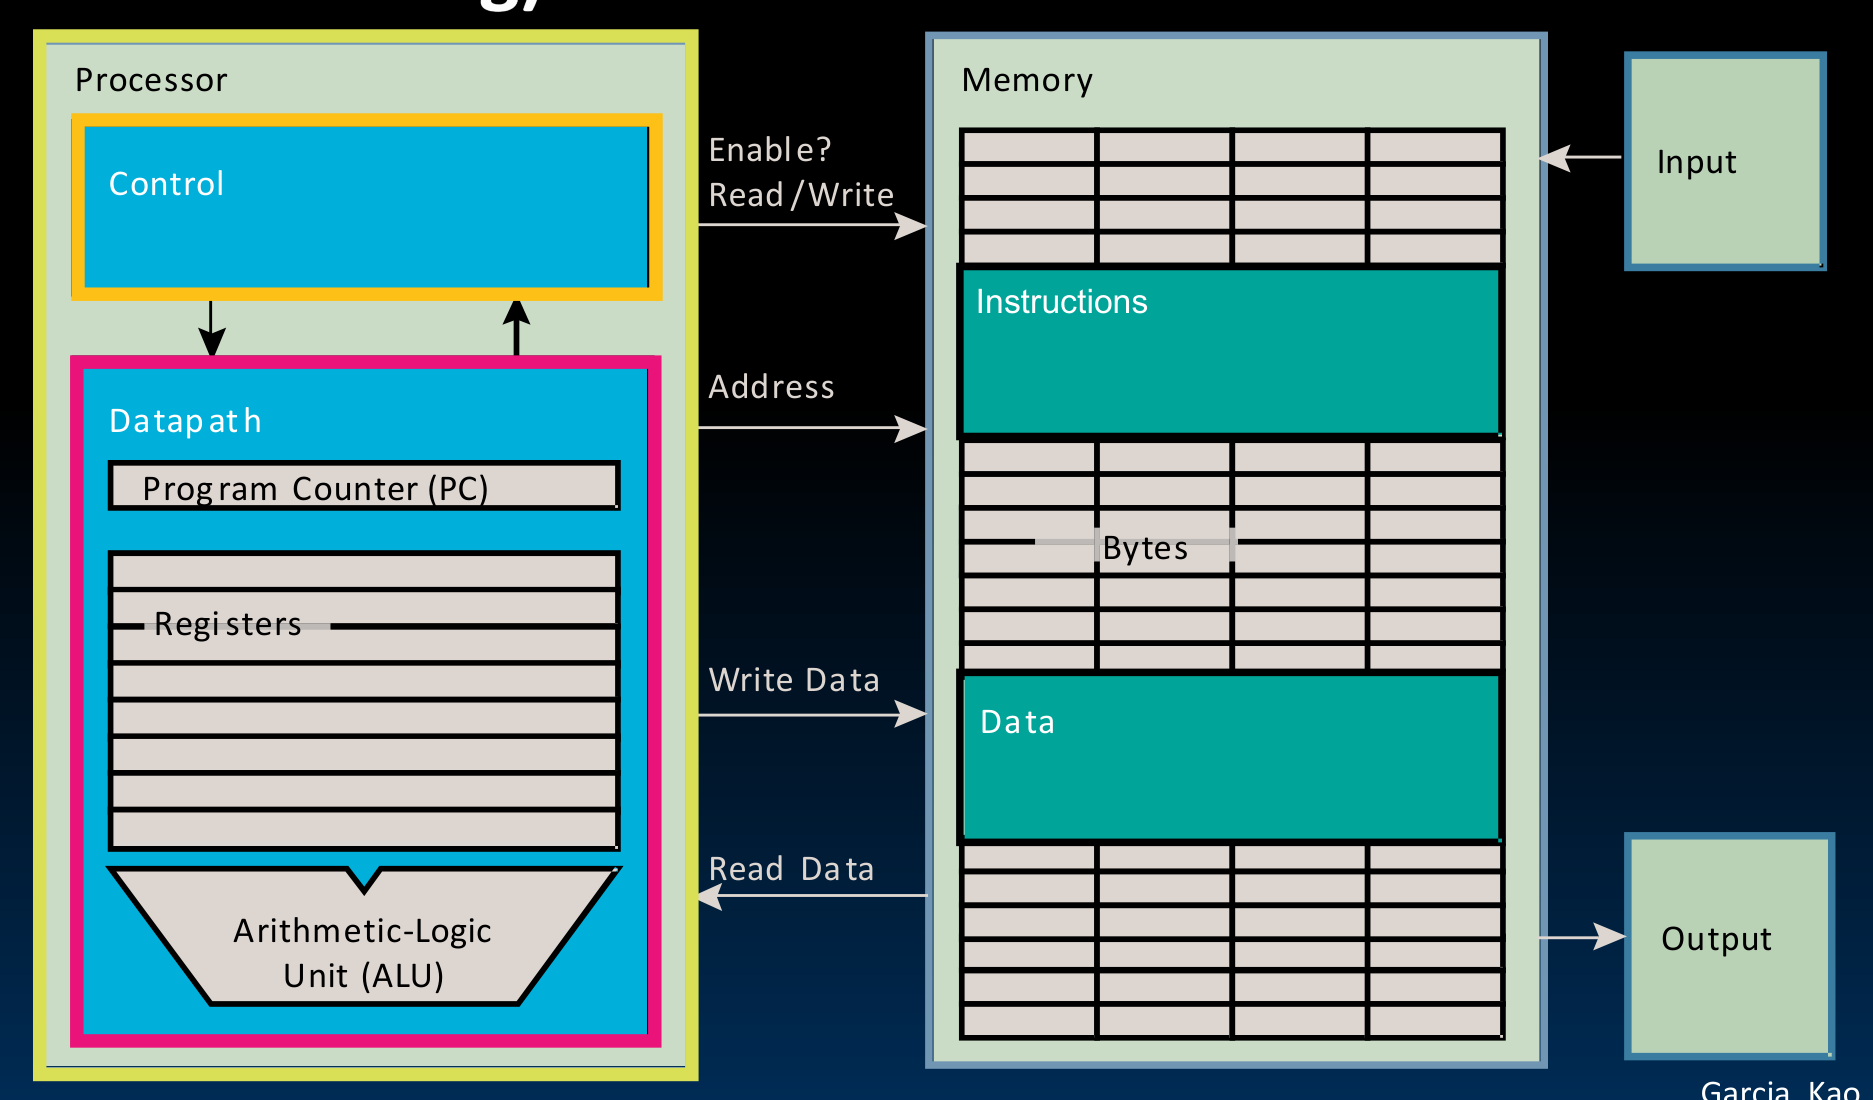 Processor
Control
Datapath
Program Counter (PC)
Registers
Arithmetic-Logic
Unit (ALU)
Enable?
Read/Write
Address
Write Data
Read Data
Memory
Instructions
Bytes
Data
Input
Output
Garcia, Kao